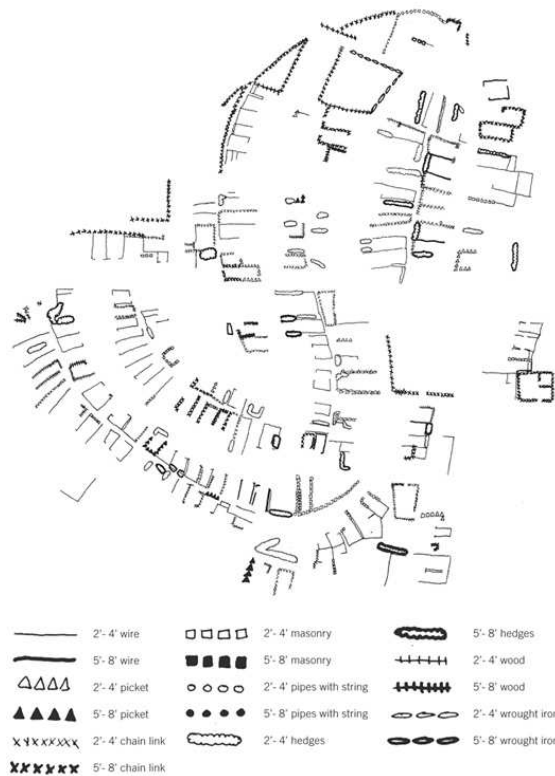 2'- 4' wire
5'- 8' wire
2'- 4' picket
5'- 8' picket
2'- 4' chain link
5'- 8' chain link
2'- 4' masonry
5'- 8' masonry
2'- 4' pipes with string
5'- 8' pipes with string
2'- 4' hedges
5'- 8' hedges
2'- 4' wood
5'- 8' wood
2'- 4' wrought iron
5'- 8' wrought iron